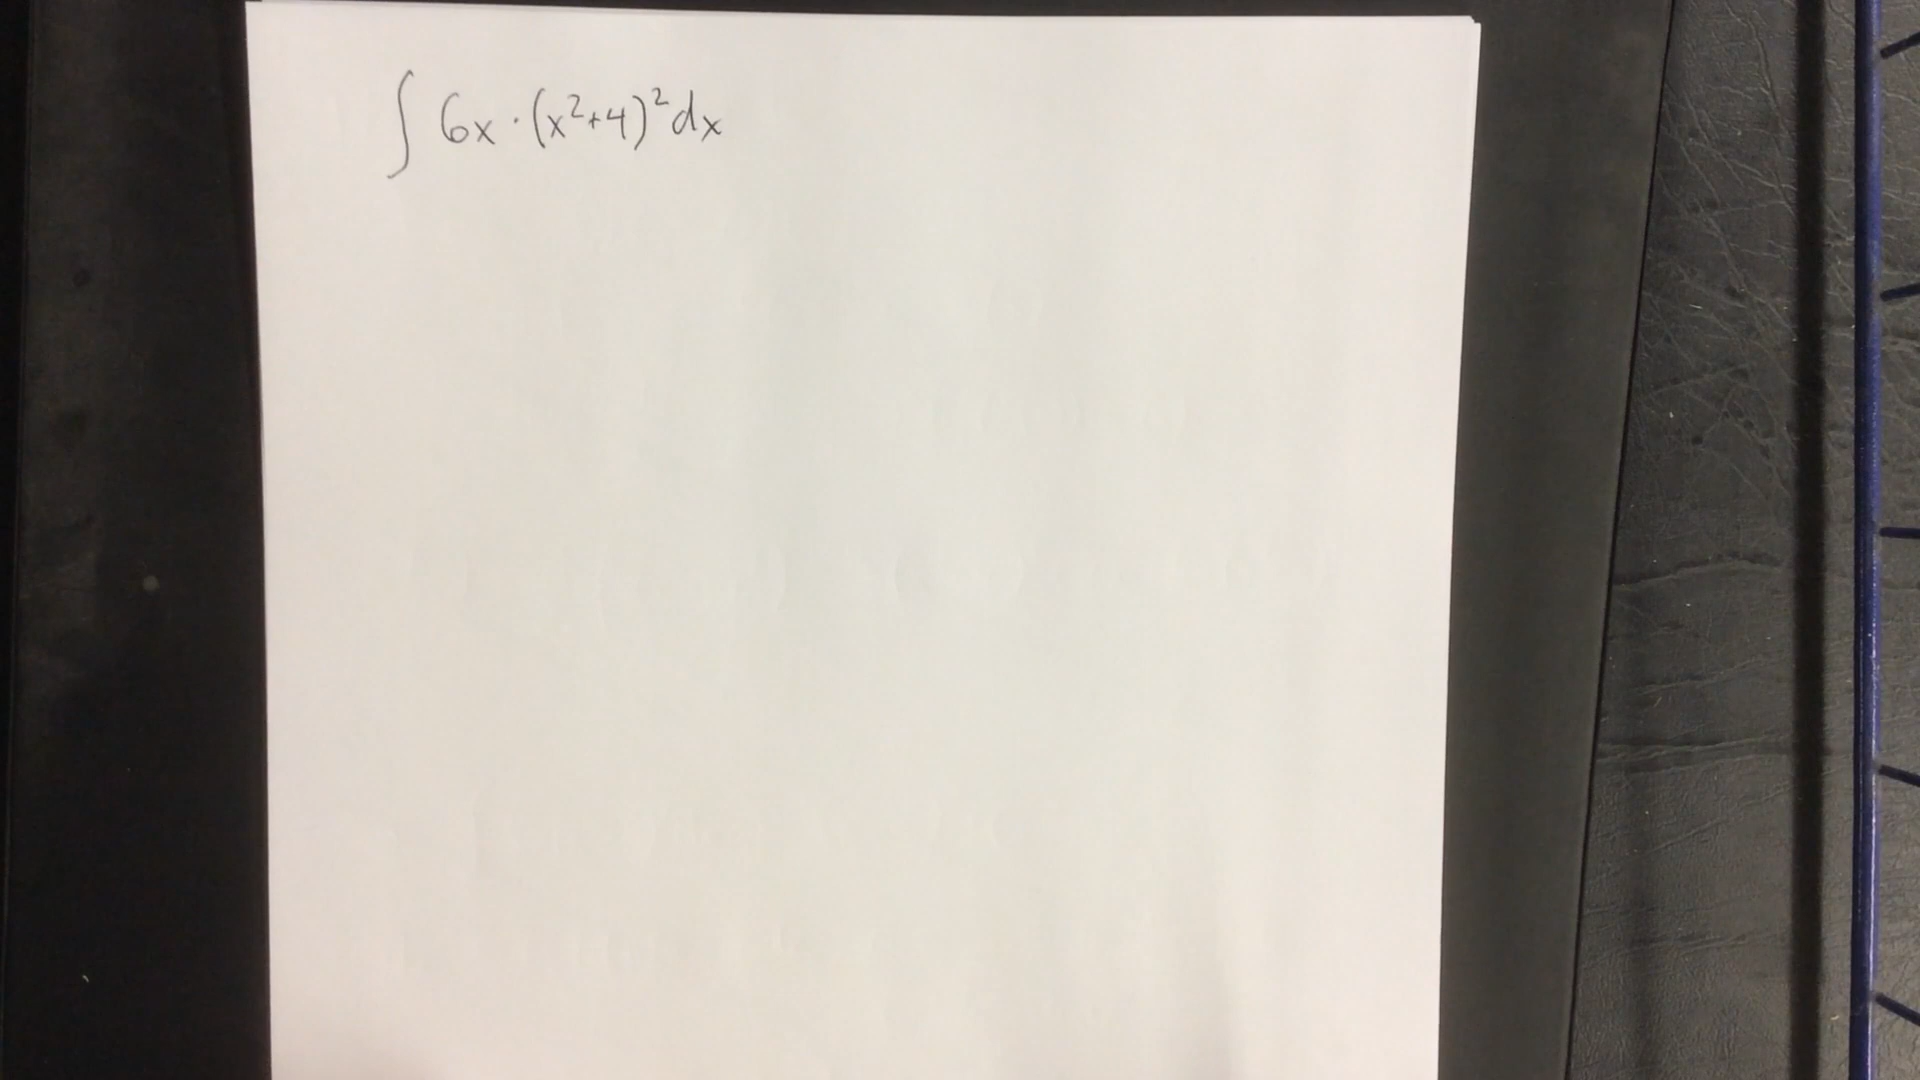 ∫ 6x · (x²+4)² dx